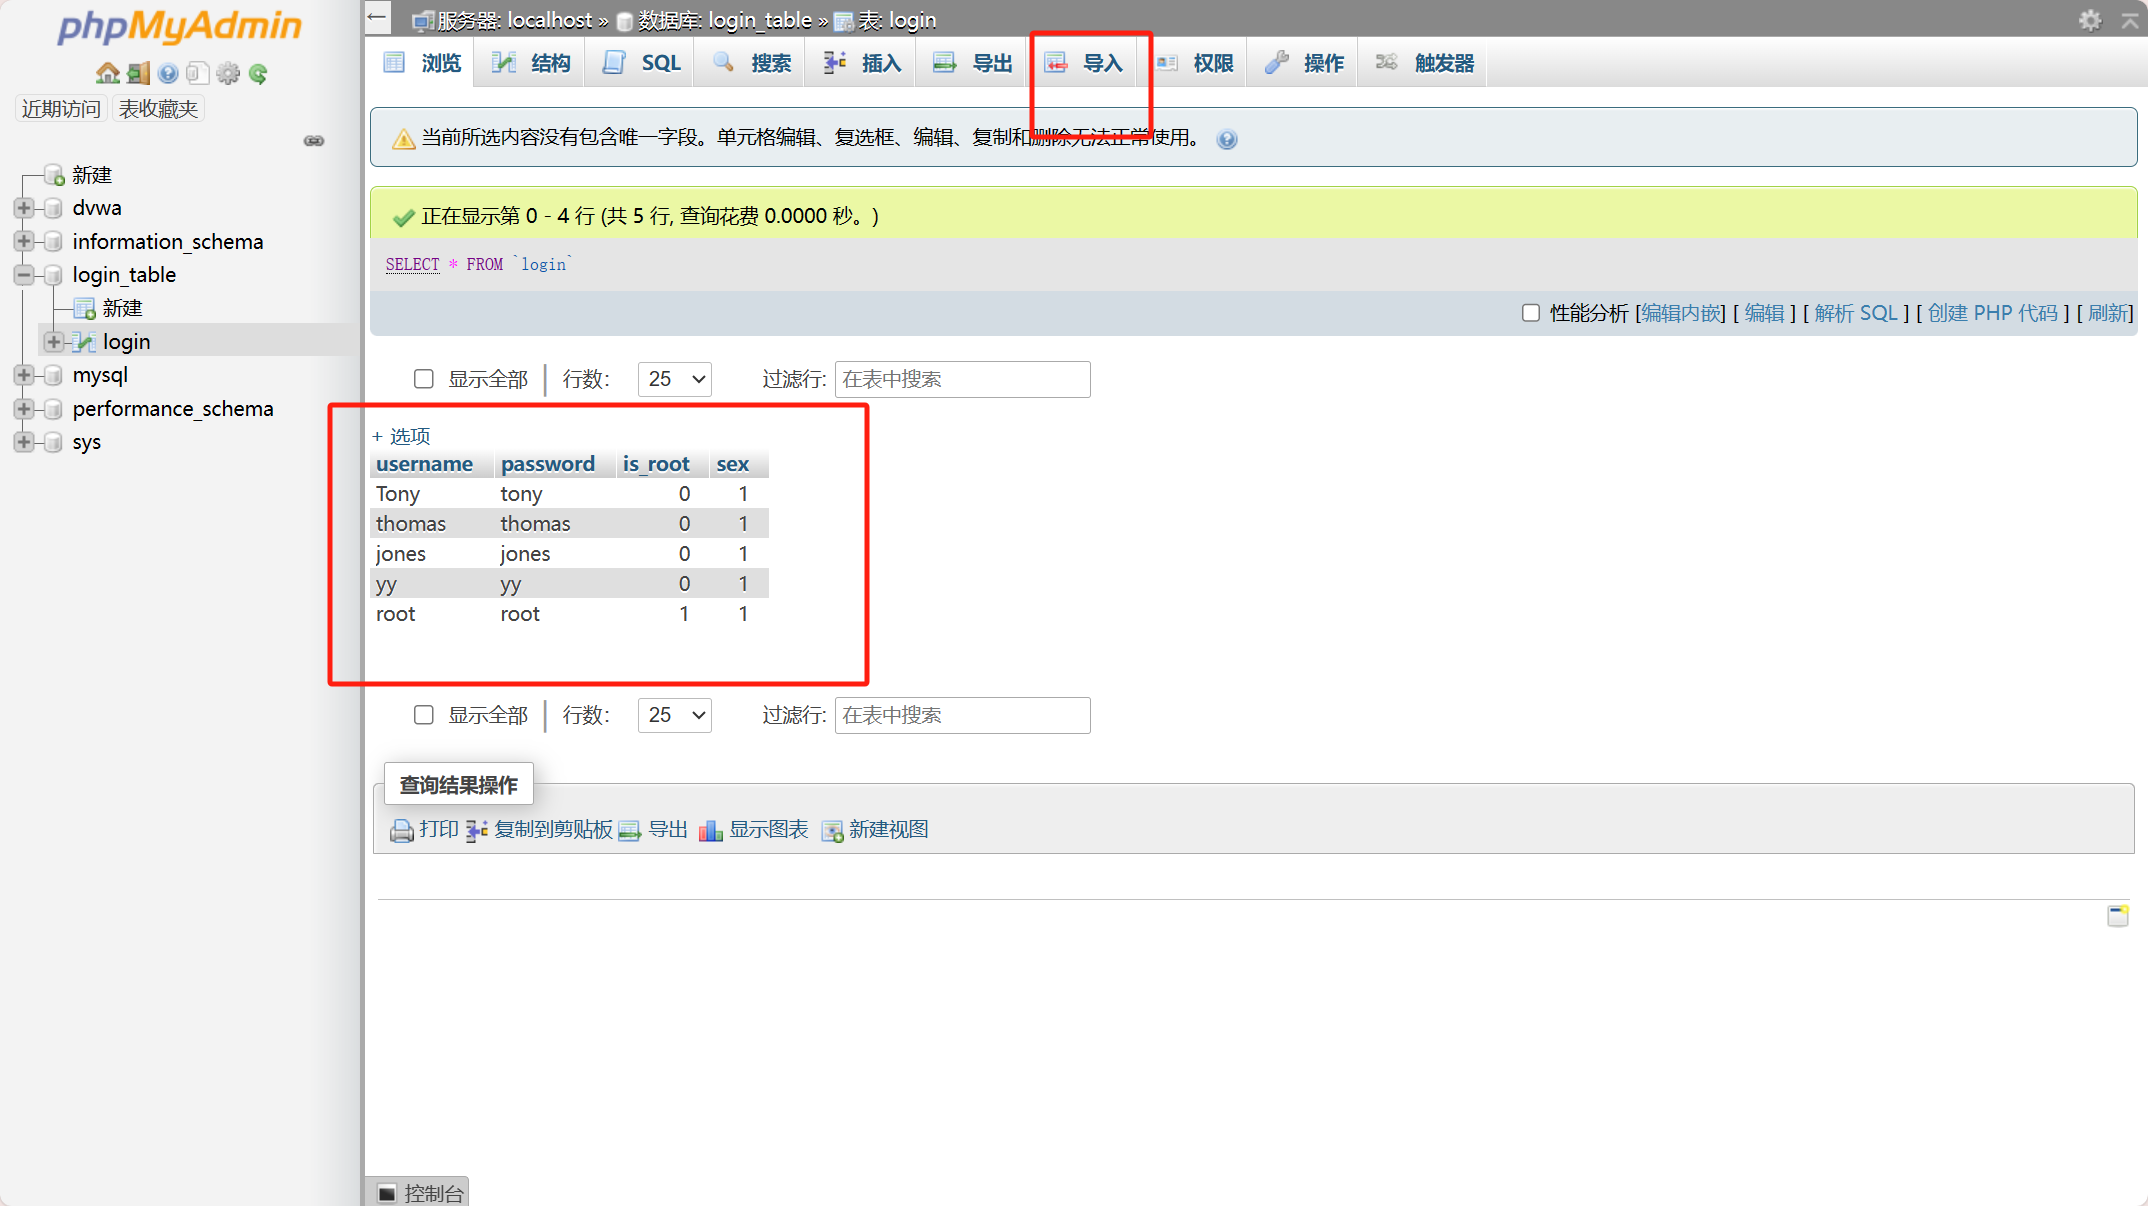 phpMyAdmin
近期访问 表收藏夹
新建
dvwa
information_schema
login_table
新建
login
mysql
performance_schema
sys
服务器: localhost » 数据库: login_table » 表: login
浏览 结构 SQL 搜索 插入 导出 导入 权限 操作 触发器
当前所选内容没有包含唯一字段。单元格编辑、复选框、编辑、复制和删除无法正常使用。
正在显示第 0 - 4 行 (共 5 行, 查询花费 0.0000 秒。)
SELECT * FROM `login`
性能分析 [编辑内嵌] [ 编辑 ] [ 解析 SQL ] [ 创建 PHP 代码 ] [ 刷新]
显示全部 行数: 25 过滤行: 在表中搜索
+ 选项
username password is_root sex
Tony tony 0 1
thomas thomas 0 1
jones jones 0 1
yy yy 0 1
root root 1 1
显示全部 行数: 25 过滤行: 在表中搜索
查询结果操作
打印 复制到剪贴板 导出 显示图表 新建视图
控制台